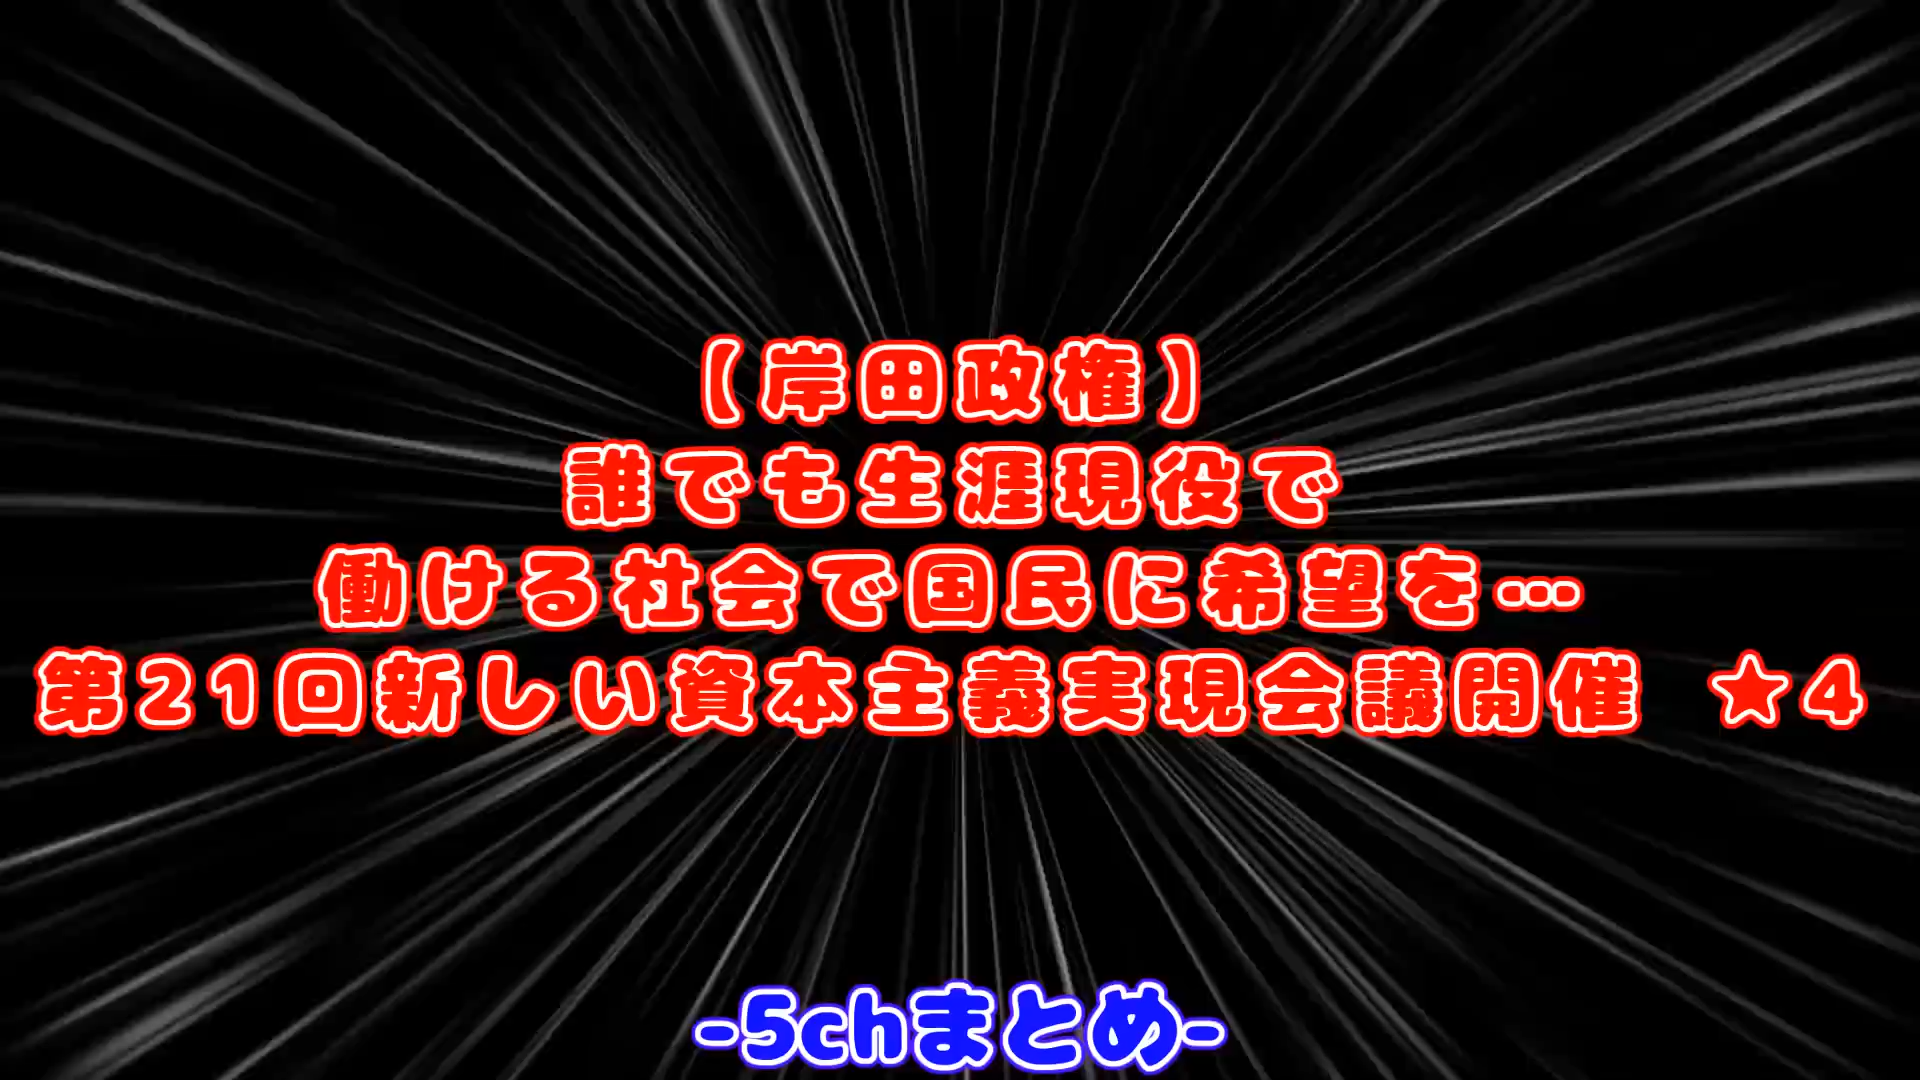 【岸田政権】
誰でも生涯現役で
働ける社会で国民に希望を…
第21回新しい資本主義実現会議開催 ★4
-5chまとめ-